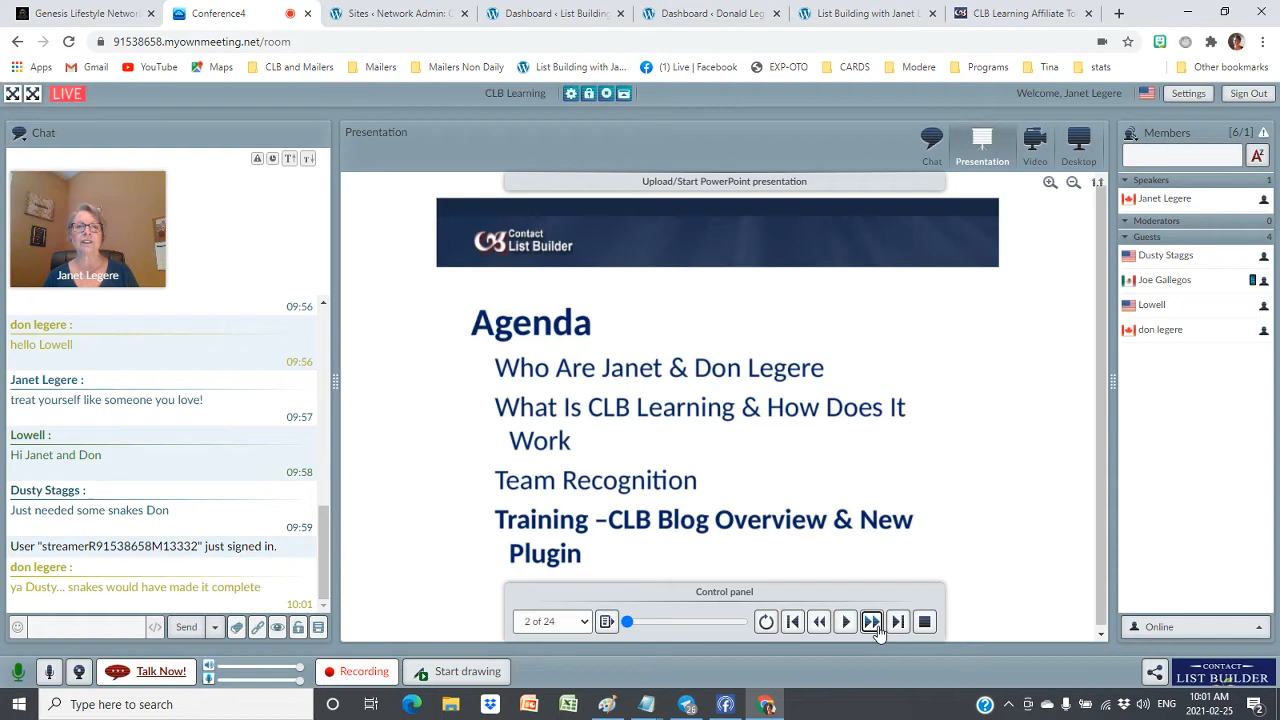 Genesis Lifestyle Network
Conference4
Sites - Network Admin: C
Dashboard - List Building
Dashboard - Donald Leger
List Building with Janet L
CLB Learning Affiliate To
91538658.myownmeeting.net/room
Apps
Gmail
YouTube
Maps
CLB and Mailers
Mailers
Mailers Non Daily
List Building with Ja...
(1) Live | Facebook
EXP-OTO
CARDS
Modere
Programs
Tina
stats
Other bookmarks
LIVE
CLB Learning
Welcome, Janet Legere
Settings
Sign Out
Chat
Janet Legere
09:56
don legere :
hello Lowell
09:56
Janet Legere :
treat yourself like someone you love!
09:57
Lowell :
Hi Janet and Don
09:58
Dusty Staggs :
Just needed some snakes Don
09:59
User "streamerR91538658M13332" just signed in.
don legere :
ya Dusty... snakes would have made it complete
10:01
Send
Presentation
Chat
Presentation
Video
Desktop
Upload/Start PowerPoint presentation
1:1
Contact
List Builder
Agenda
Who Are Janet & Don Legere
What Is CLB Learning & How Does It
Work
Team Recognition
Training –CLB Blog Overview & New
Plugin
Control panel
2 of 24
Members
[6/1]
Speakers 1
Janet Legere
Moderators 0
Guests 4
Dusty Staggs
Joe Gallegos
Lowell
don legere
Online
Talk Now!
Recording
Start drawing
CONTACT
LIST BUILDER
Type here to search
26
ENG
10:01 AM
2021-02-25